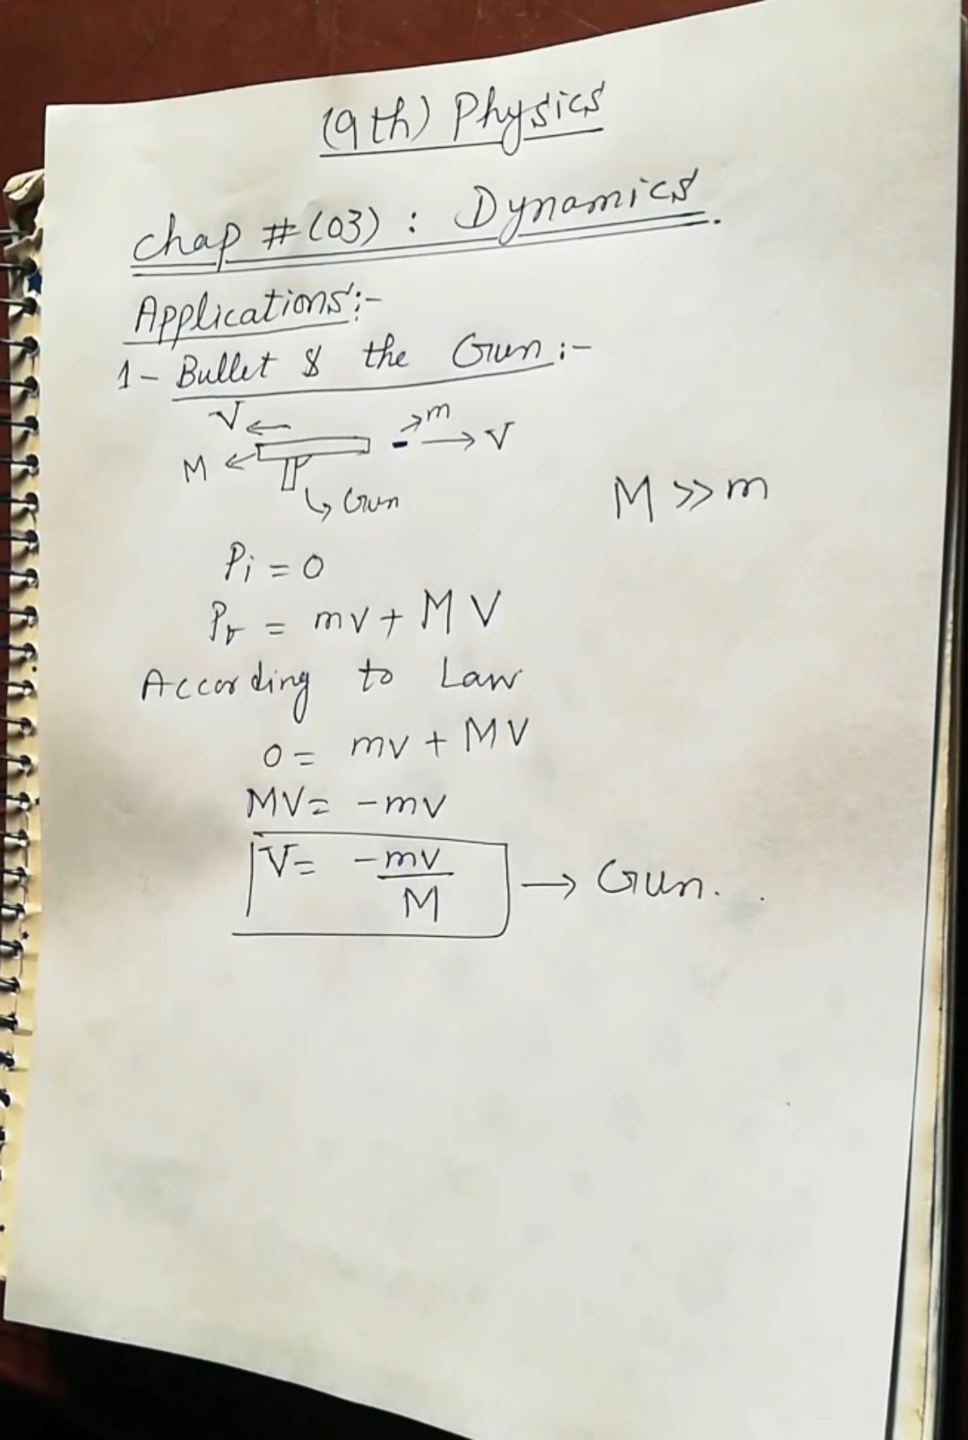 (9th) Physics
Chap #(03) : Dynamics.
Applications:-
1- Bullet & the Gun:-
V ← → m
M ← → V
↳ Gun
M >> m
Pi = 0
Pf = mv + MV
According to Law
0 = mv + MV
MV = -mv
V = -mv/M → Gun.